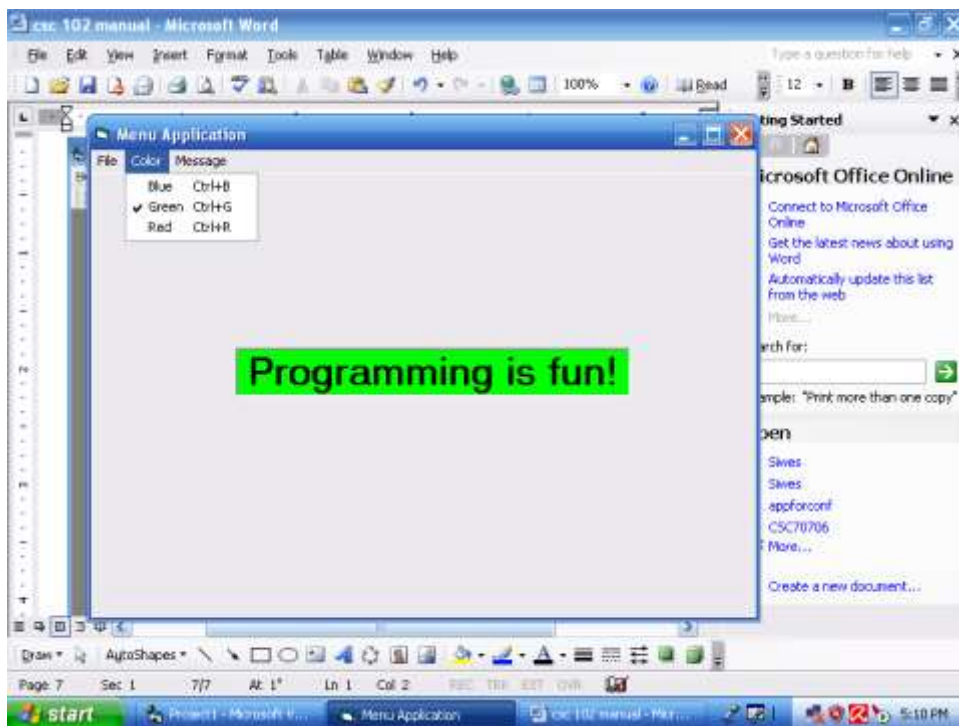 csc 102 manual - Microsoft Word
File Edit View Insert Format Tools Table Window Help Type a question for help
100% Read 12 B
Menu Application
File Color Message
Blue Ctrl+B
Green Ctrl+G
Red Ctrl+R
Programming is fun!
ting Started
icrosoft Office Online
Connect to Microsoft Office
Online
Get the latest news about using
Word
Automatically update this list
from the web
More...
arch for:
ample: "Print more than one copy"
pen
Siwes
Siwes
appforconf
CSC70706
More...
Create a new document...
Draw AutoShapes
Page 7 Sec 1 7/7 At 1" Ln 1 Col 2 REC TRK EXT OVR
start Project1 - Microsoft V... Menu Application csc 102 manual - Micr... 5:10 PM